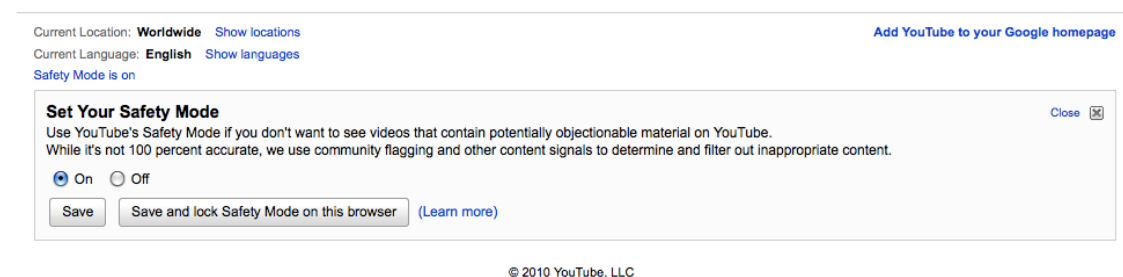 Current Location: Worldwide Show locations
Add YouTube to your Google homepage
Current Language: English Show languages
Safety Mode is on
Set Your Safety Mode
Close
Use YouTube's Safety Mode if you don't want to see videos that contain potentially objectionable material on YouTube.
While it's not 100 percent accurate, we use community flagging and other content signals to determine and filter out inappropriate content.
On Off
Save Save and lock Safety Mode on this browser (Learn more)
© 2010 YouTube, LLC